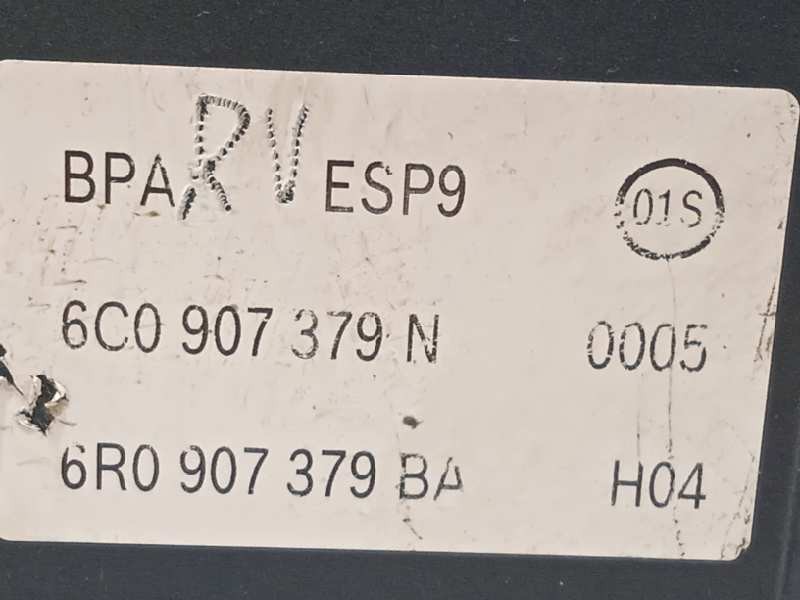 BPA RV ESP9 01S
6C0 907 379 N 0005
6R0 907 379 BA H04